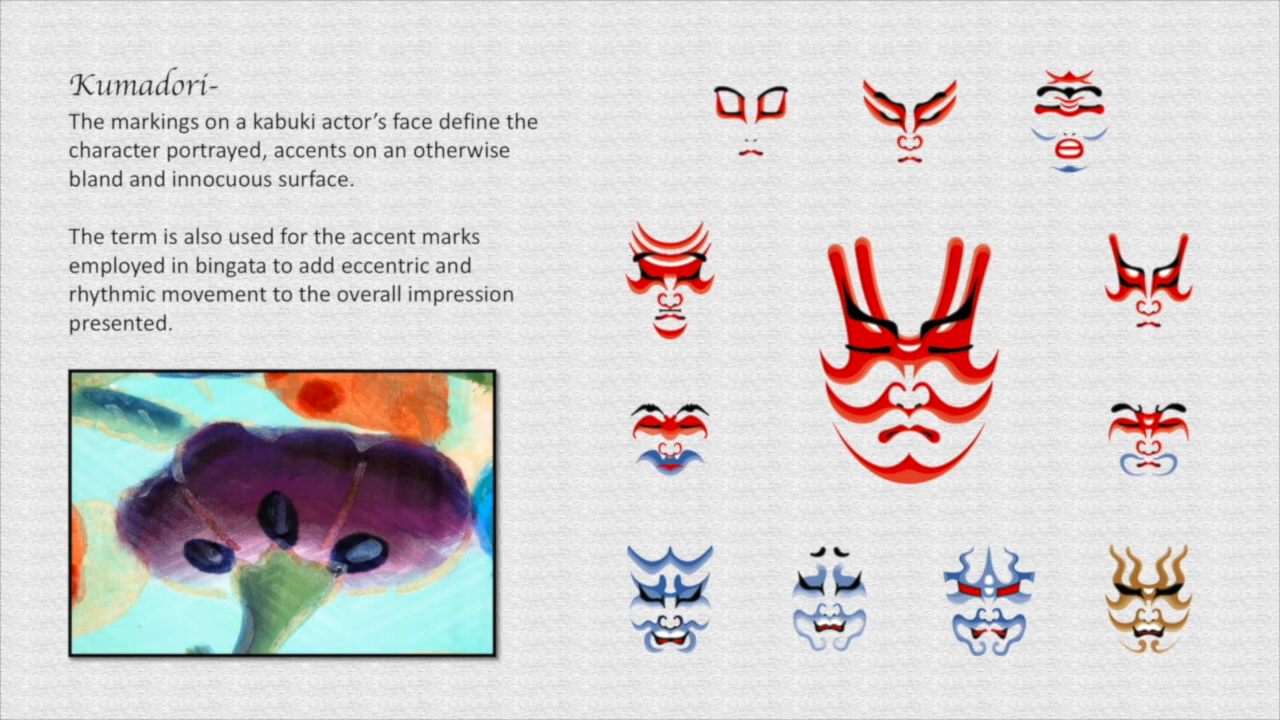 Kumadori-
The markings on a kabuki actor’s face define the
character portrayed, accents on an otherwise
bland and innocuous surface.
The term is also used for the accent marks
employed in bingata to add eccentric and
rhythmic movement to the overall impression
presented.